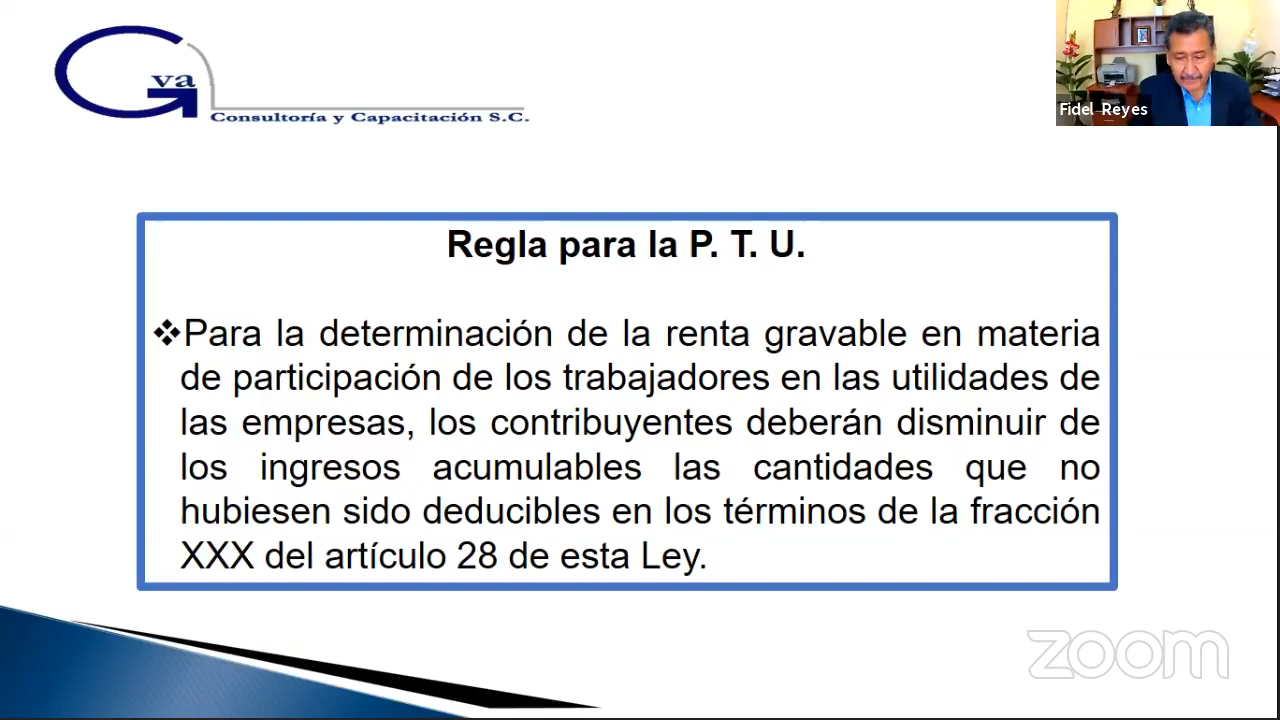 va
Consultoría y Capacitación S.C.
Fidel Reyes
Regla para la P. T. U.
❖Para la determinación de la renta gravable en materia
de participación de los trabajadores en las utilidades de
las empresas, los contribuyentes deberán disminuir de
los ingresos acumulables las cantidades que no
hubiesen sido deducibles en los términos de la fracción
XXX del artículo 28 de esta Ley.
zoom